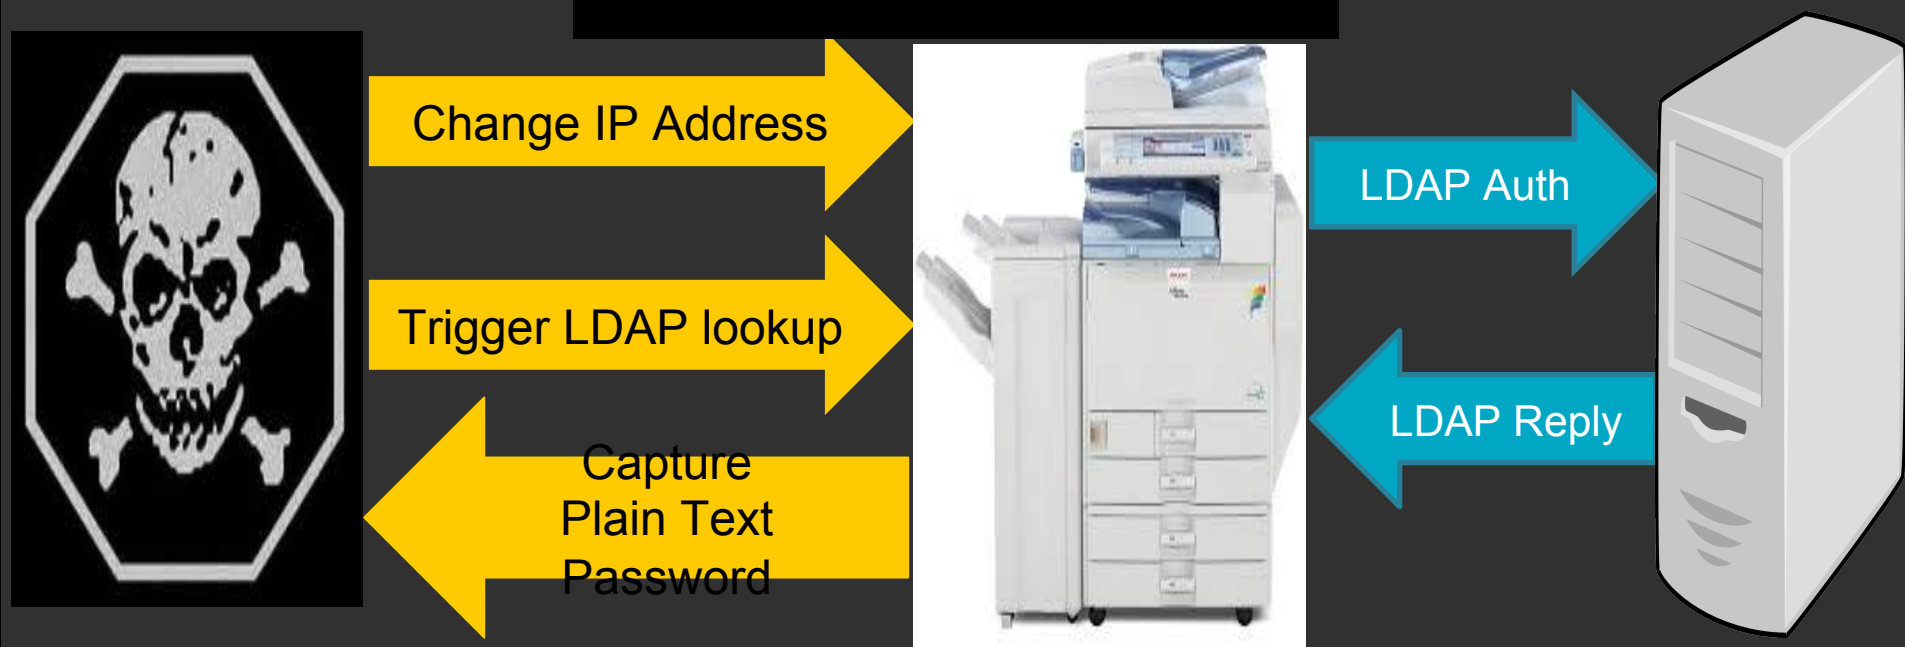 Change IP Address
LDAP Auth
Trigger LDAP lookup
LDAP Reply
Capture
Plain Text
Password